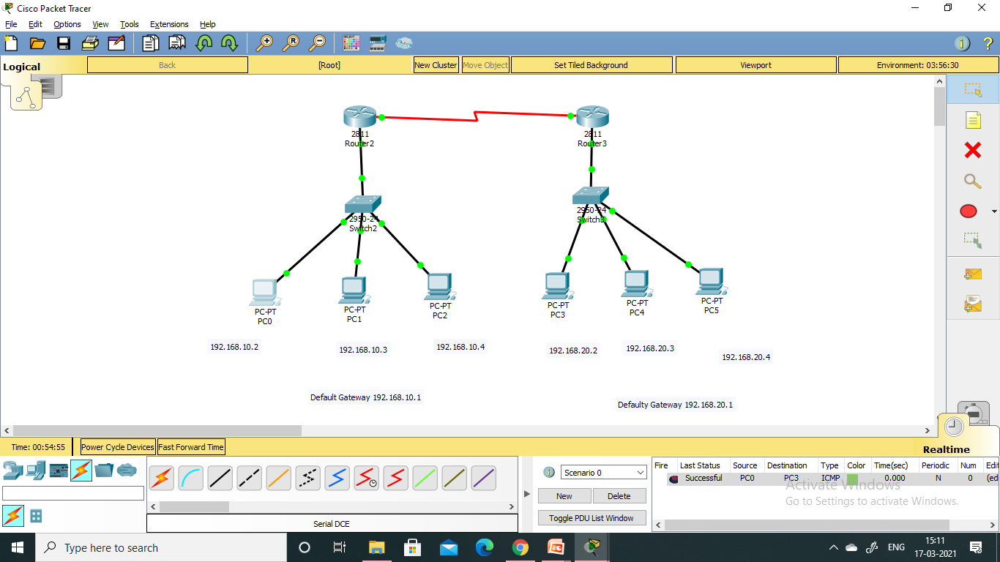 Cisco Packet Tracer
File Edit Options View Tools Extensions Help
Logical
Back
[Root]
New Cluster
Move Object
Set Tiled Background
Viewport
Environment: 03:56:30
2811
Router2
2811
Router3
2950-24
Switch2
2950-24
Switch3
PC-PT
PC0
PC-PT
PC1
PC-PT
PC2
PC-PT
PC3
PC-PT
PC4
PC-PT
PC5
192.168.10.2
192.168.10.3
192.168.10.4
192.168.20.2
192.168.20.3
192.168.20.4
Default Gateway 192.168.10.1
Defaulty Gateway 192.168.20.1
Time: 00:54:55
Power Cycle Devices
Fast Forward Time
Realtime
Serial DCE
Scenario 0
New
Delete
Toggle PDU List Window
Fire Last Status Source Destination Type Color Time(sec) Periodic Num Edit
Successful PC0 PC3 ICMP 0.000 N 0 (ed
Activate Windows
Go to Settings to activate Windows.
Type here to search
ENG
15:11
17-03-2021